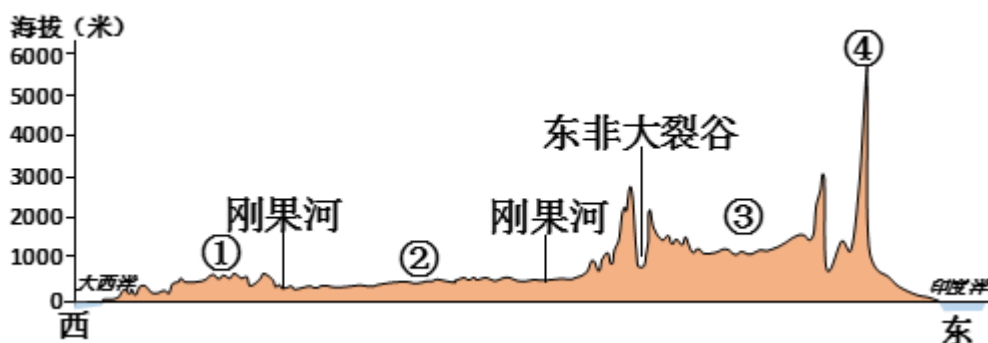 海拔（米）
6000
5000
4000
3000
2000
1000
0
④
东非大裂谷
刚果河
刚果河
③
①
②
大西洋
印度洋
西
东